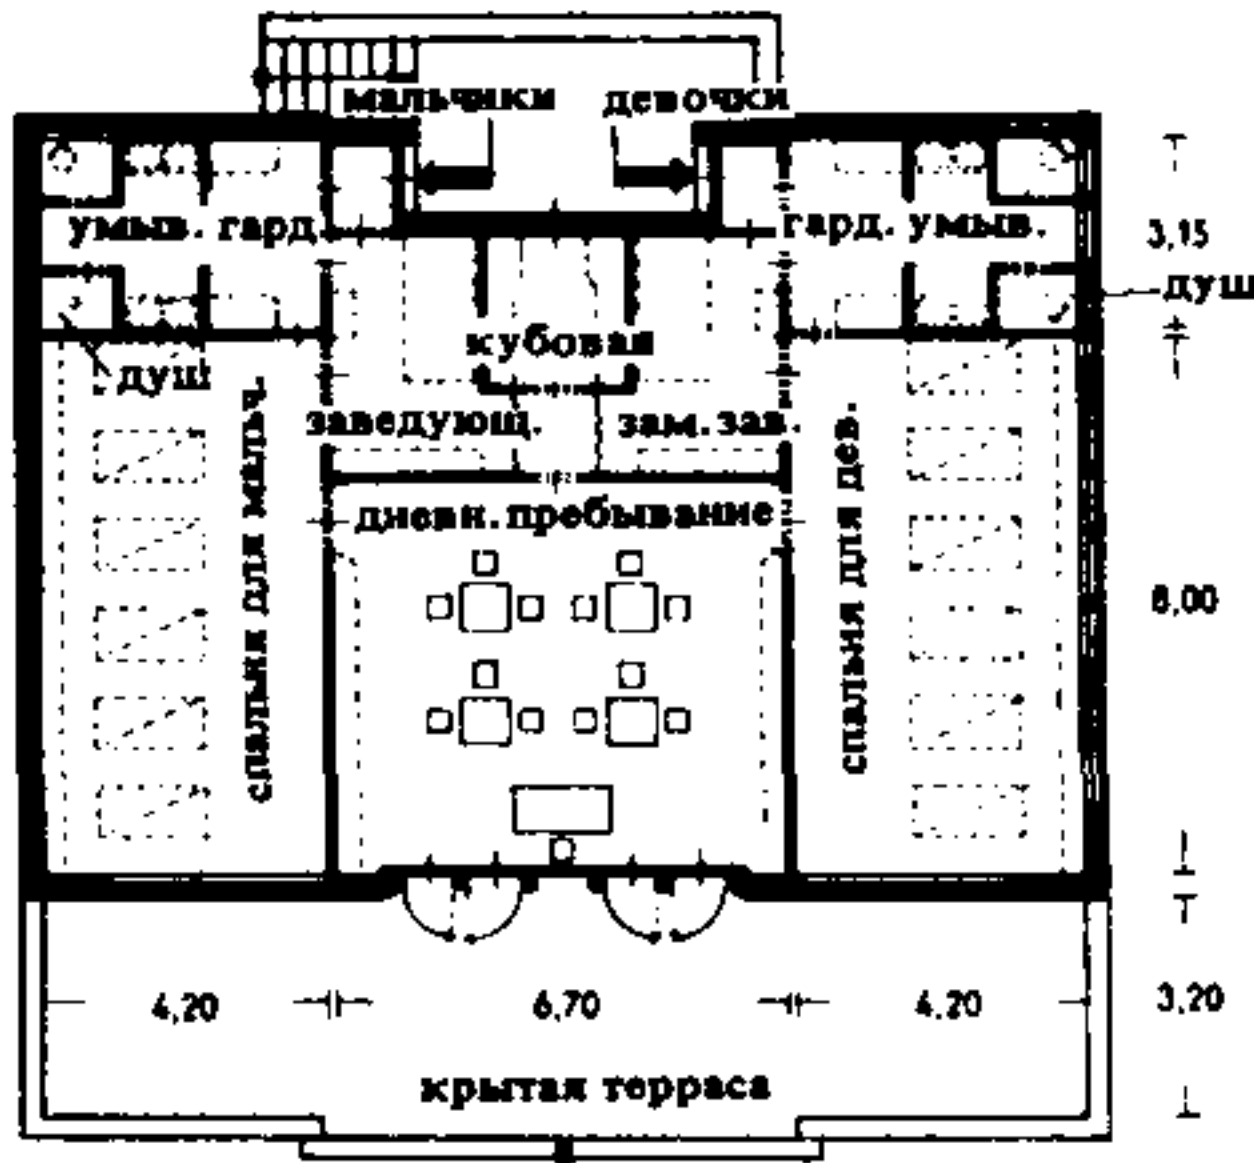 мальчики девочки
умыв. гард. гард. умыв.
3,15
душ
кубовая
душ
заведующ. зам. зав.
спальня для мальч.
спальня для дев.
дневн. пребывание
8,00
4,20 6,70 4,20
3,20
крытая терраса